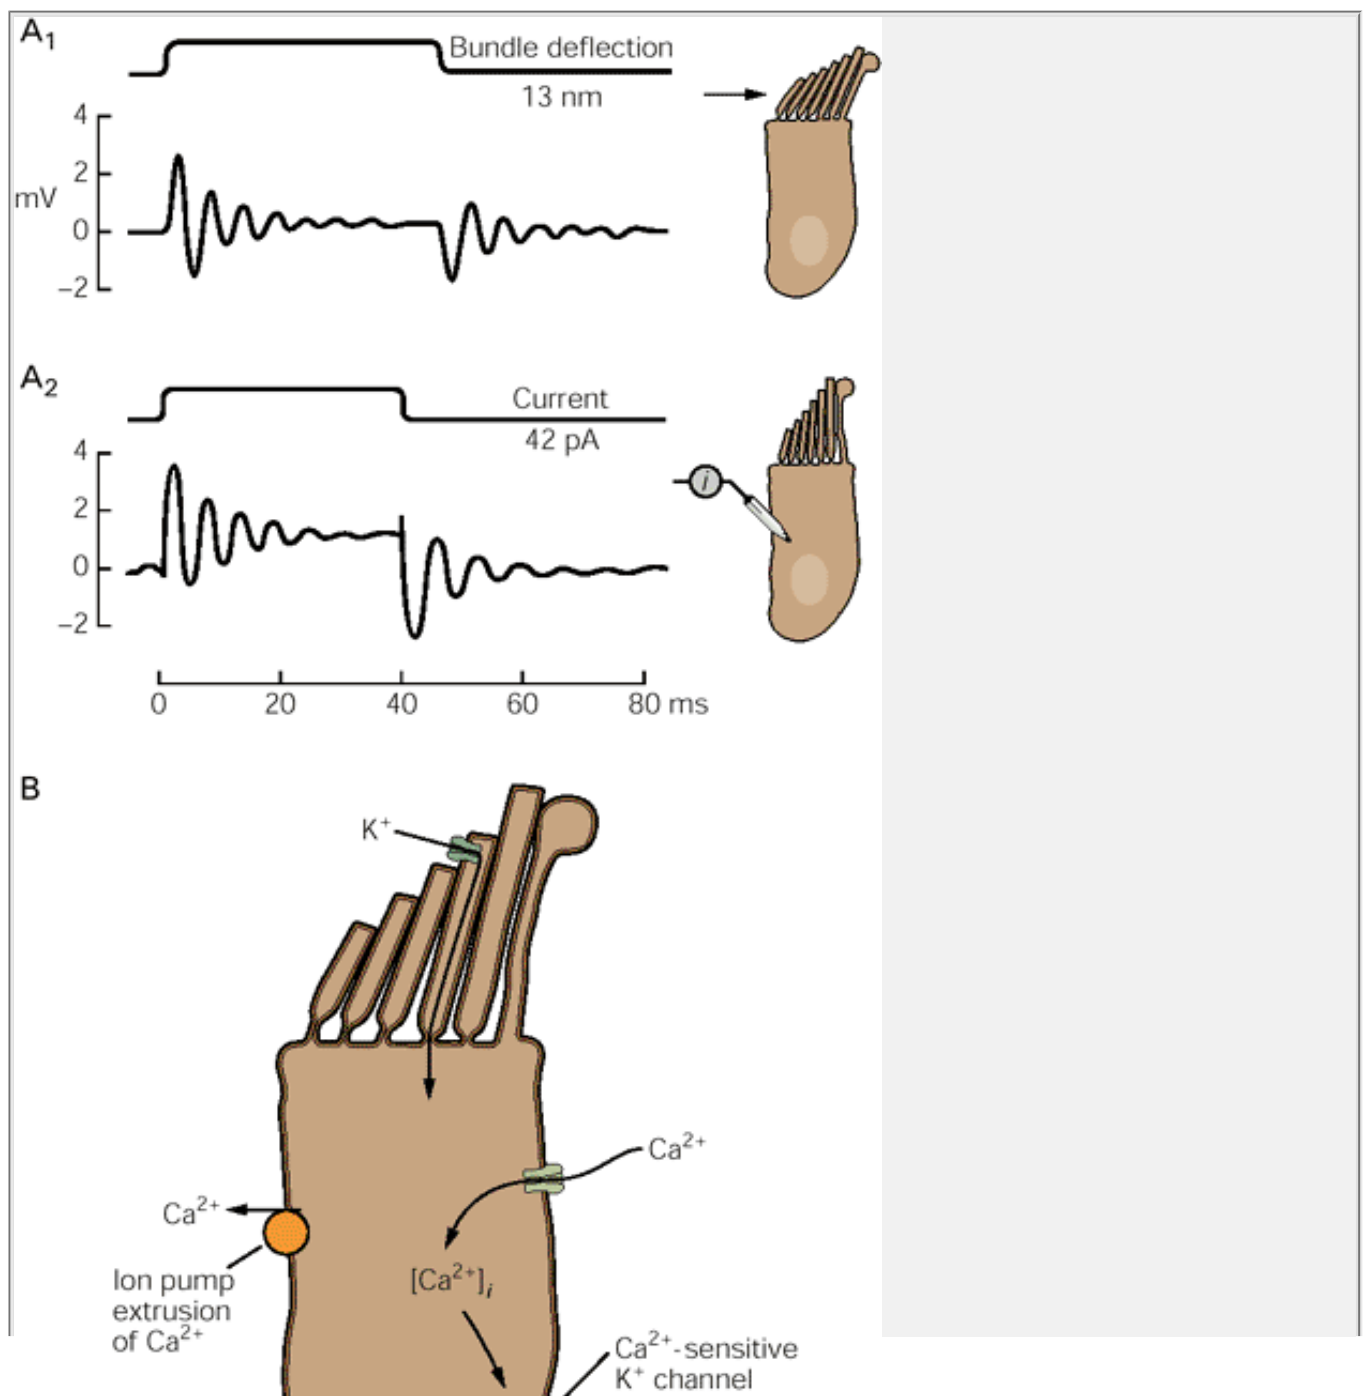 A1
Bundle deflection
13 nm
4
2
mV
0
−2
A2
Current
42 pA
4
2
i
0
−2
0 20 40 60 80 ms
B
K+
Ca2+
Ca2+
Ion pump
extrusion
of Ca2+
[Ca2+]i
Ca2+-sensitive
K+ channel